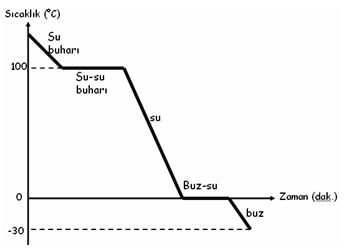 Sıcaklık (°C)
Su
buharı
100
Su-su
buharı
su
Buz-su
0
Zaman (dak.)
buz
-30